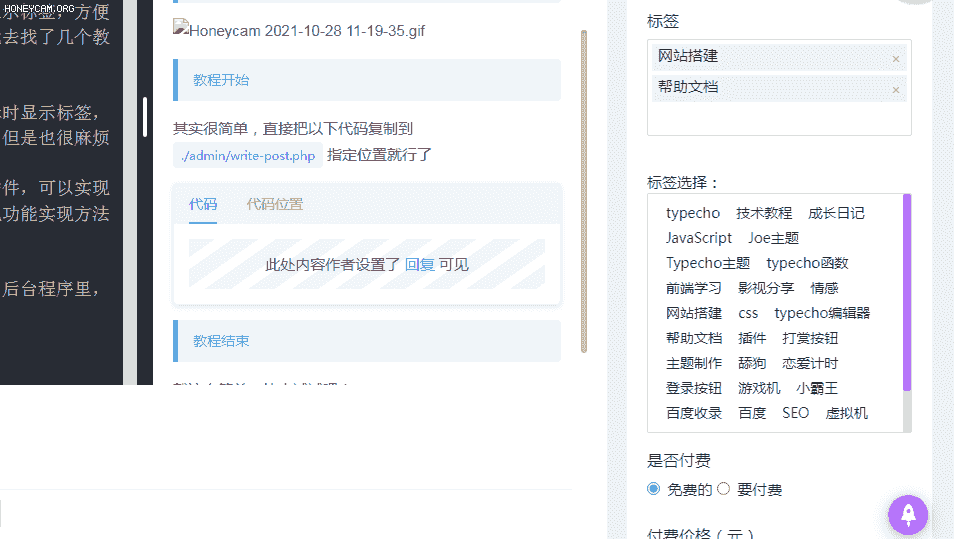 HONEYCAM.ORG
示标签，方便
去找了几个教
时显示标签，
但是也很麻烦
件，可以实现
功能实现方法
后台程序里，
Honeycam 2021-10-28 11-19-35.gif
教程开始
其实很简单，直接把以下代码复制到
./admin/write-post.php 指定位置就行了
代码 代码位置
此处内容作者设置了 回复 可见
教程结束
标签
网站搭建 ×
帮助文档 ×
标签选择：
typecho 技术教程 成长日记
JavaScript Joe主题
Typecho主题 typecho函数
前端学习 影视分享 情感
网站搭建 css typecho编辑器
帮助文档 插件 打赏按钮
主题制作 舔狗 恋爱计时
登录按钮 游戏机 小霸王
百度收录 百度 SEO 虚拟机
是否付费
免费的 要付费
付费价格（元）